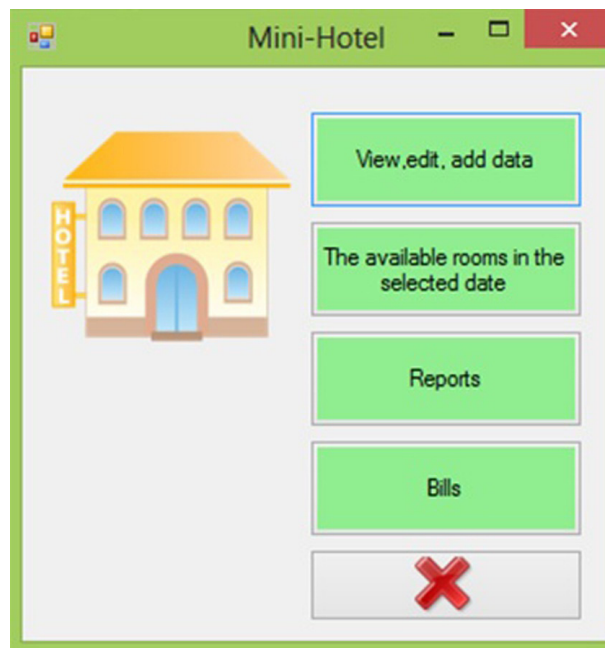 Mini-Hotel
HOTEL
View,edit, add data
The available rooms in the
selected date
Reports
Bills